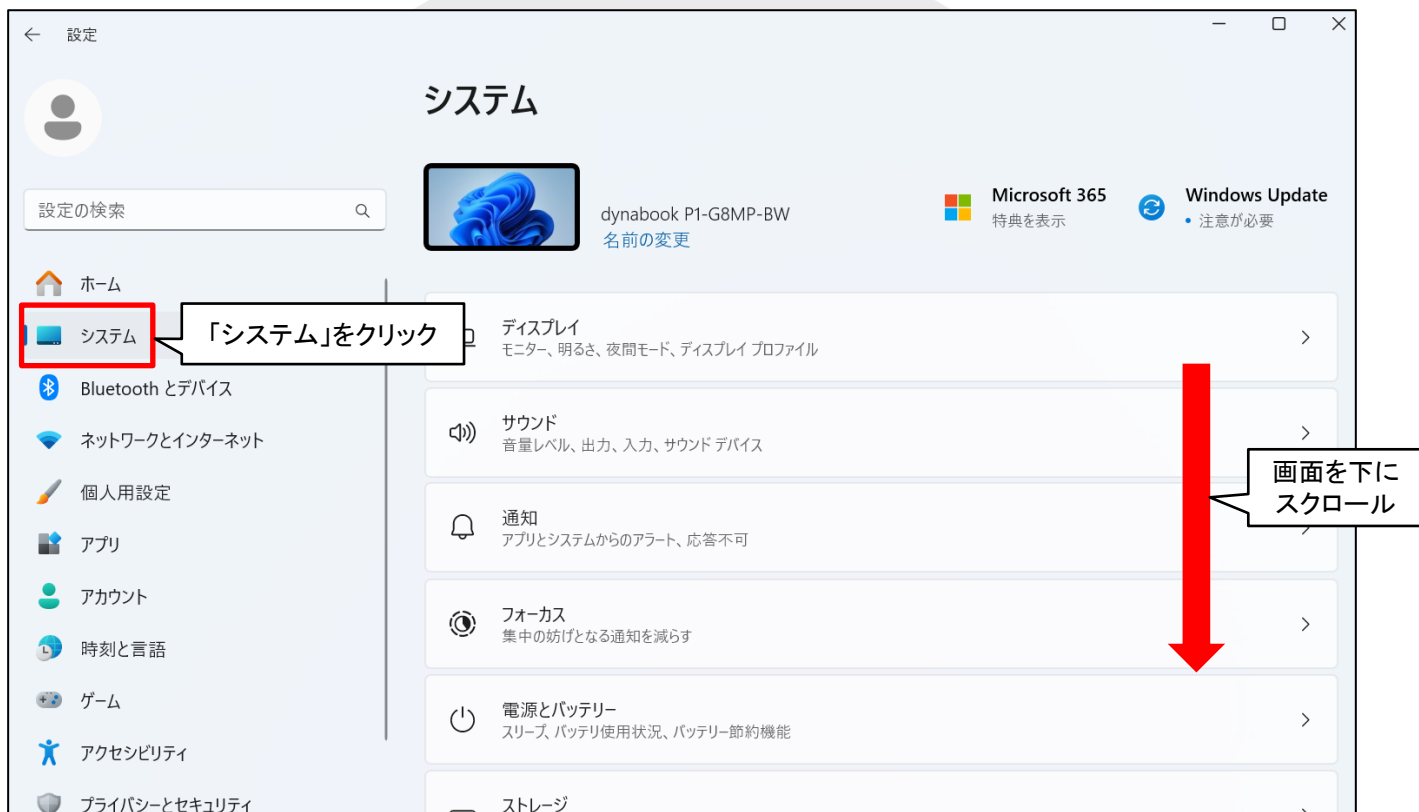 設定
システム
設定の検索
dynabook P1-G8MP-BW
名前の変更
Microsoft 365
特典を表示
Windows Update
• 注意が必要
ホーム
システム
「システム」をクリック
Bluetooth とデバイス
ネットワークとインターネット
個人用設定
アプリ
アカウント
時刻と言語
ゲーム
アクセシビリティ
プライバシーとセキュリティ
ディスプレイ
モニター、明るさ、夜間モード、ディスプレイ プロファイル
サウンド
音量レベル、出力、入力、サウンド デバイス
画面を下に
スクロール
通知
アプリとシステムからのアラート、応答不可
フォーカス
集中の妨げとなる通知を減らす
電源とバッテリー
スリープ、バッテリ使用状況、バッテリー節約機能
ストレージ